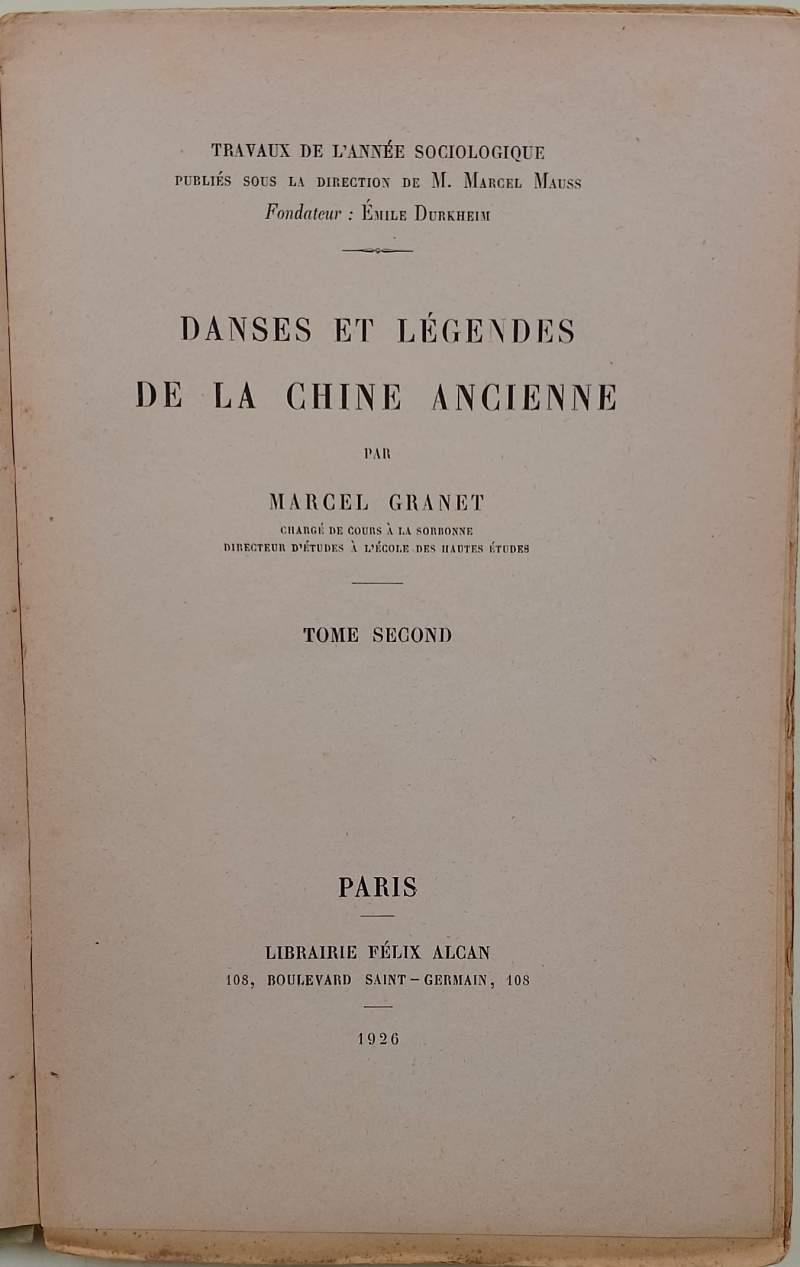 TRAVAUX DE L'ANNÉE SOCIOLOGIQUE
PUBLIÉS SOUS LA DIRECTION DE M. MARCEL MAUSS
Fondateur : ÉMILE DURKHEIM
DANSES ET LÉGENDES
DE LA CHINE ANCIENNE
PAR
MARCEL GRANET
CHARGÉ DE COURS À LA SORBONNE
DIRECTEUR D'ÉTUDES À L'ÉCOLE DES HAUTES ÉTUDES
TOME SECOND
PARIS
LIBRAIRIE FÉLIX ALCAN
108, BOULEVARD SAINT-GERMAIN, 108
1926